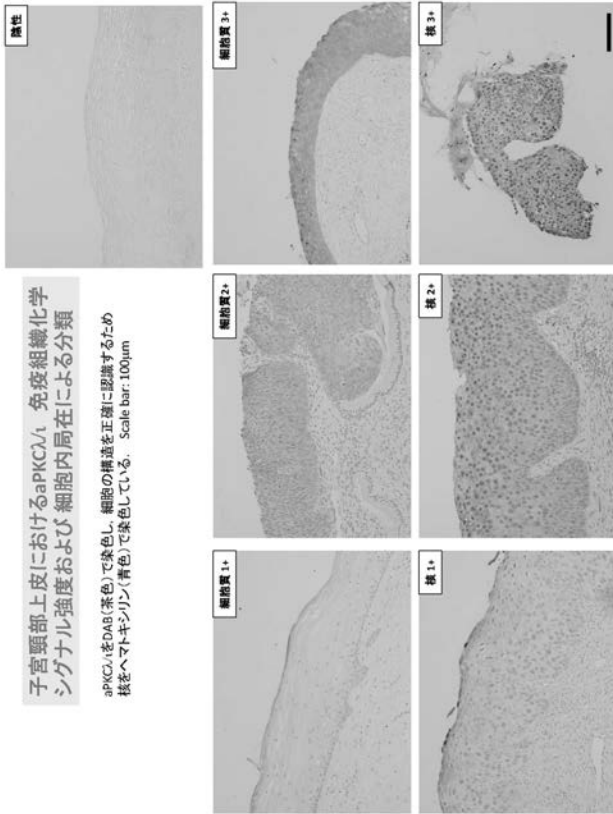 子宮頸部上皮におけるaPKCλ/ι 免疫組織化学
シグナル強度および 細胞内局在による分類
aPKCλ/ιをDAB(茶色)で染色し、細胞の構造を正確に認識するため
核をヘマトキシリン(青色)で染色している. Scale bar: 100μm
陰性
細胞質 1+
細胞質2+
細胞質 3+
核 1+
核 2+
核 3+